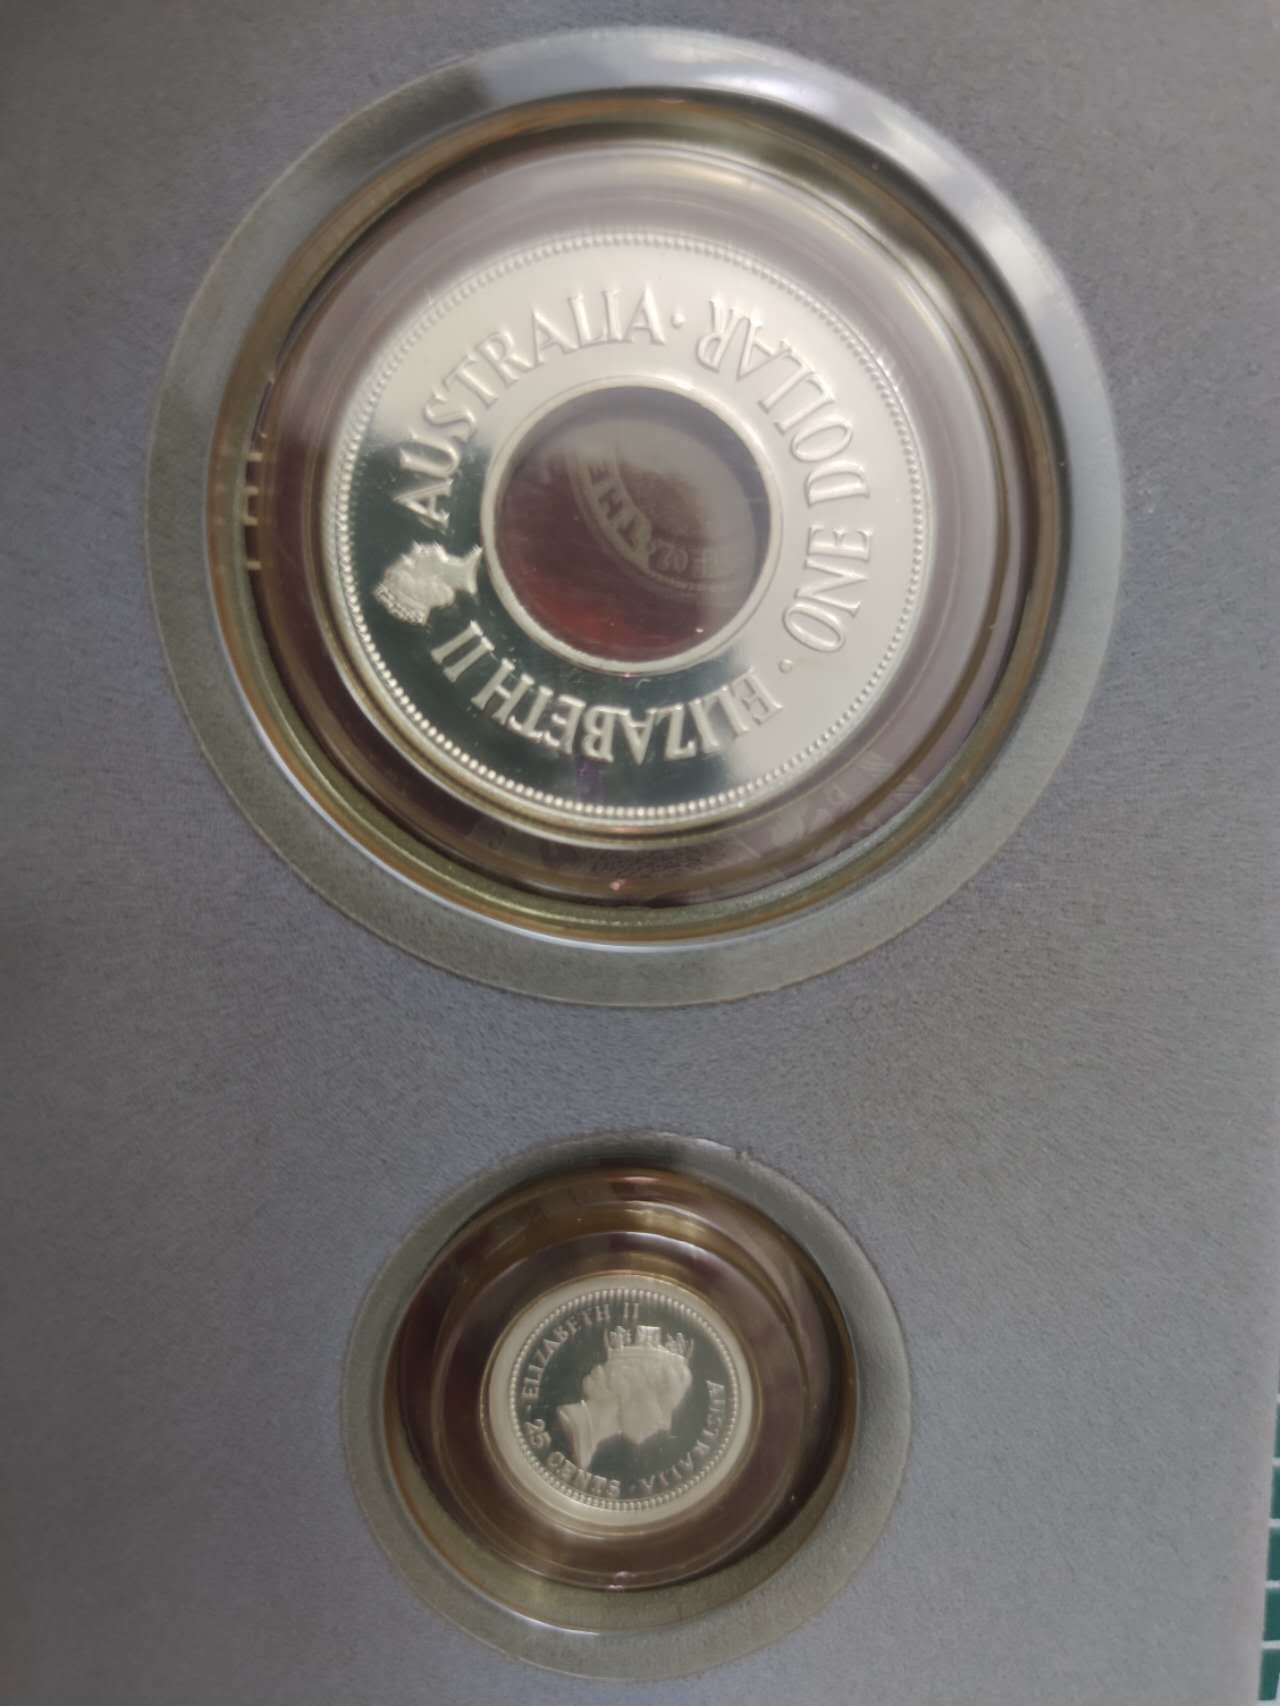 ELIZABETH II
AUSTRALIA · ONE DOLLAR ·
ELIZABETH II
AUSTRALIA ·
25 CENTS ·